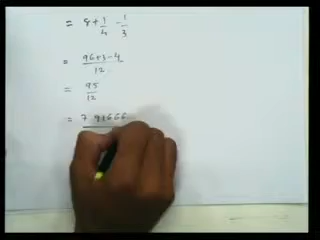 = 8 + 1/4 - 1/3
= 96+3-4/12
= 95/12
= 7.91666